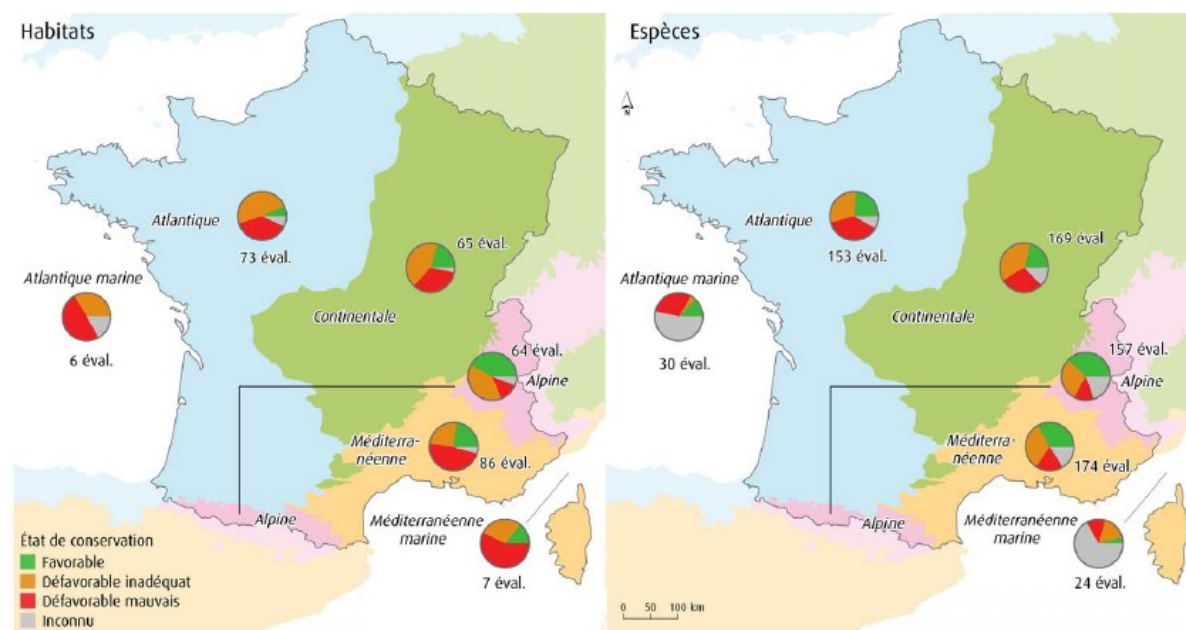 Habitats
Atlantique
73 éval.
65 éval.
Atlantique marine
6 éval.
Continentale
64 éval.
Alpine
Méditerra-
néenne
86 éval.
Alpine
Méditerranéenne
marine
7 éval.
État de conservation
Favorable
Défavorable inadéquat
Défavorable mauvais
Inconnu
Espèces
N
Atlantique
153 éval.
169 éval.
Atlantique marine
30 éval.
Continentale
157 éval.
Alpine
Méditerra-
néenne
174 éval.
Alpine
Méditerranéenne
marine
24 éval.
0 50 100 km